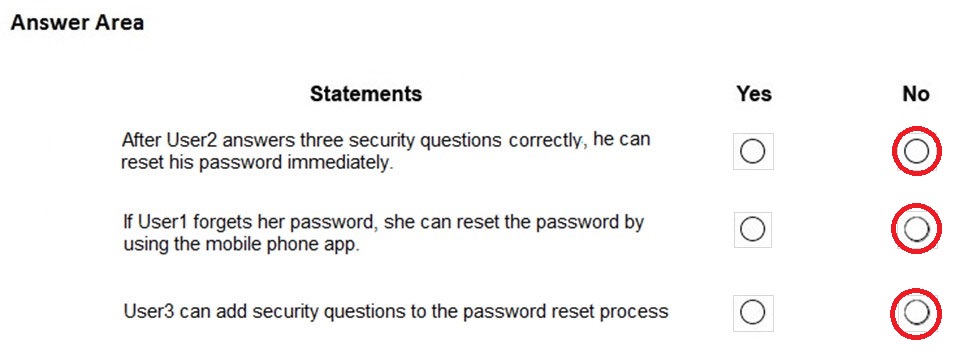 Answer Area
Statements Yes No
After User2 answers three security questions correctly, he can
reset his password immediately.
If User1 forgets her password, she can reset the password by
using the mobile phone app.
User3 can add security questions to the password reset process